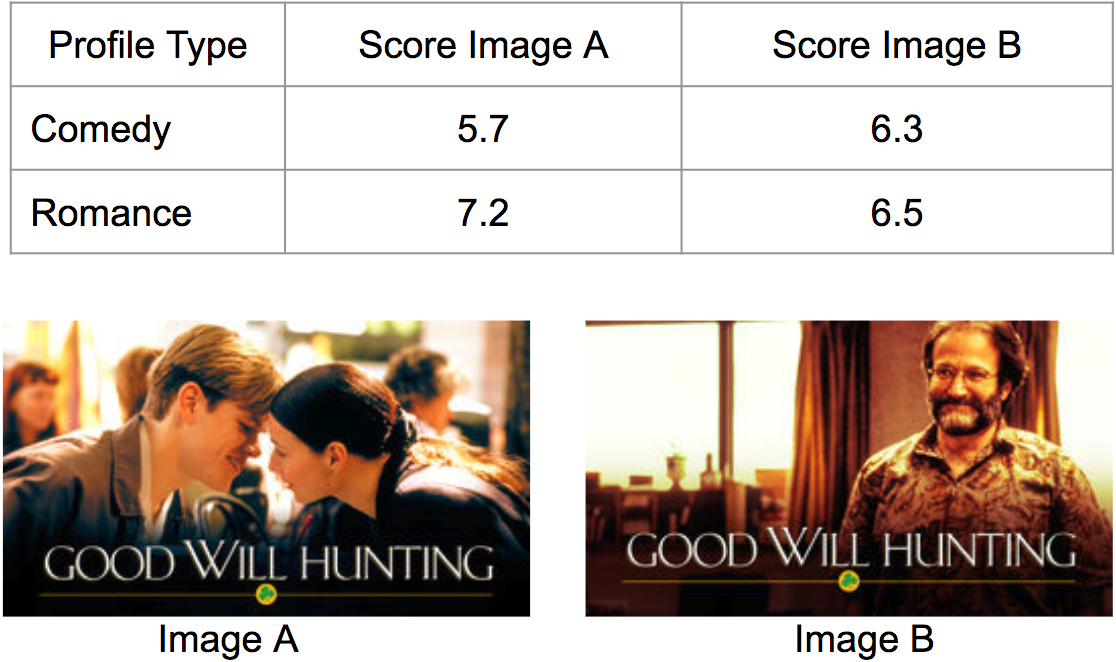 Profile Type Score Image A Score Image B
Comedy 5.7 6.3
Romance 7.2 6.5
GOOD WILL HUNTING
GOOD WILL HUNTING
Image A
Image B